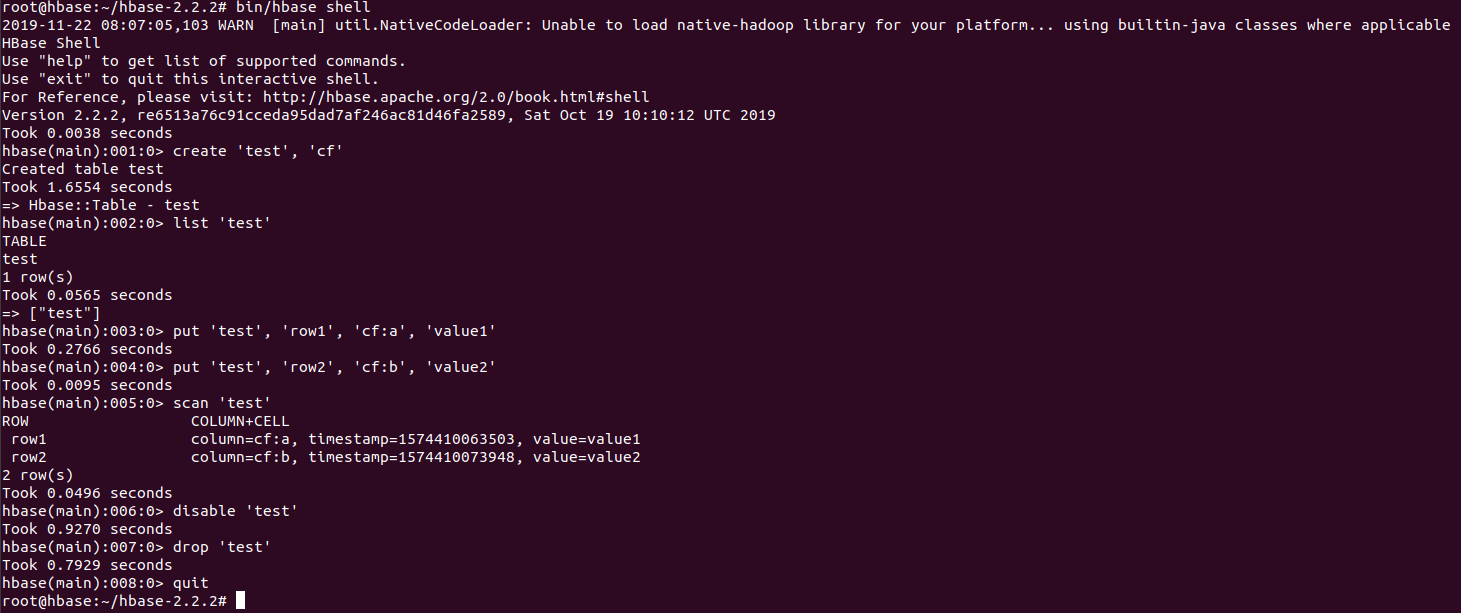 root@hbase:~/hbase-2.2.2# bin/hbase shell
2019-11-22 08:07:05,103 WARN  [main] util.NativeCodeLoader: Unable to load native-hadoop library for your platform... using builtin-java classes where applicable
HBase Shell
Use "help" to get list of supported commands.
Use "exit" to quit this interactive shell.
For Reference, please visit: http://hbase.apache.org/2.0/book.html#shell
Version 2.2.2, re6513a76c91cceda95dad7af246ac81d46fa2589, Sat Oct 19 10:10:12 UTC 2019
Took 0.0038 seconds
hbase(main):001:0> create 'test', 'cf'
Created table test
Took 1.6554 seconds
=> Hbase::Table - test
hbase(main):002:0> list 'test'
TABLE
test
1 row(s)
Took 0.0565 seconds
=> ["test"]
hbase(main):003:0> put 'test', 'row1', 'cf:a', 'value1'
Took 0.2766 seconds
hbase(main):004:0> put 'test', 'row2', 'cf:b', 'value2'
Took 0.0095 seconds
hbase(main):005:0> scan 'test'
ROW                  COLUMN+CELL
 row1                column=cf:a, timestamp=1574410063503, value=value1
 row2                column=cf:b, timestamp=1574410073948, value=value2
2 row(s)
Took 0.0496 seconds
hbase(main):006:0> disable 'test'
Took 0.9270 seconds
hbase(main):007:0> drop 'test'
Took 0.7929 seconds
hbase(main):008:0> quit
root@hbase:~/hbase-2.2.2#